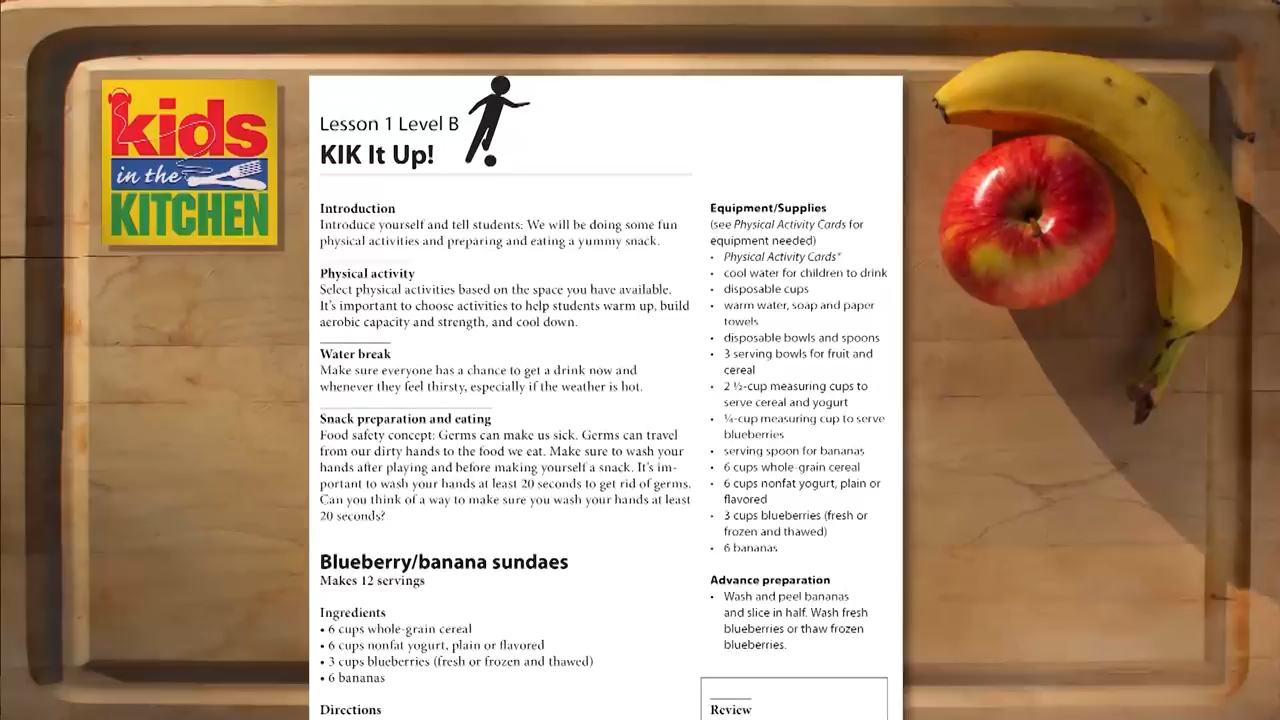 kids
in the
KITCHEN
Lesson 1 Level B
KIK It Up!
Introduction
Introduce yourself and tell students: We will be doing some fun
physical activities and preparing and eating a yummy snack.
Physical activity
Select physical activities based on the space you have available.
It's important to choose activities to help students warm up, build
aerobic capacity and strength, and cool down.
Water break
Make sure everyone has a chance to get a drink now and
whenever they feel thirsty, especially if the weather is hot.
Snack preparation and eating
Food safety concept: Germs can make us sick. Germs can travel
from our dirty hands to the food we eat. Make sure to wash your
hands after playing and before making yourself a snack. It's im-
portant to wash your hands at least 20 seconds to get rid of germs.
Can you think of a way to make sure you wash your hands at least
20 seconds?
Blueberry/banana sundaes
Makes 12 servings
Ingredients
• 6 cups whole-grain cereal
• 6 cups nonfat yogurt, plain or flavored
• 3 cups blueberries (fresh or frozen and thawed)
• 6 bananas
Directions
Equipment/Supplies
(see Physical Activity Cards for
equipment needed)
• Physical Activity Cards*
• cool water for children to drink
• disposable cups
• warm water, soap and paper
towels
• disposable bowls and spoons
• 3 serving bowls for fruit and
cereal
• 2 ½-cup measuring cups to
serve cereal and yogurt
• ¼-cup measuring cup to serve
blueberries
• serving spoon for bananas
• 6 cups whole-grain cereal
• 6 cups nonfat yogurt, plain or
flavored
• 3 cups blueberries (fresh or
frozen and thawed)
• 6 bananas
Advance preparation
• Wash and peel bananas
and slice in half. Wash fresh
blueberries or thaw frozen
blueberries.
Review